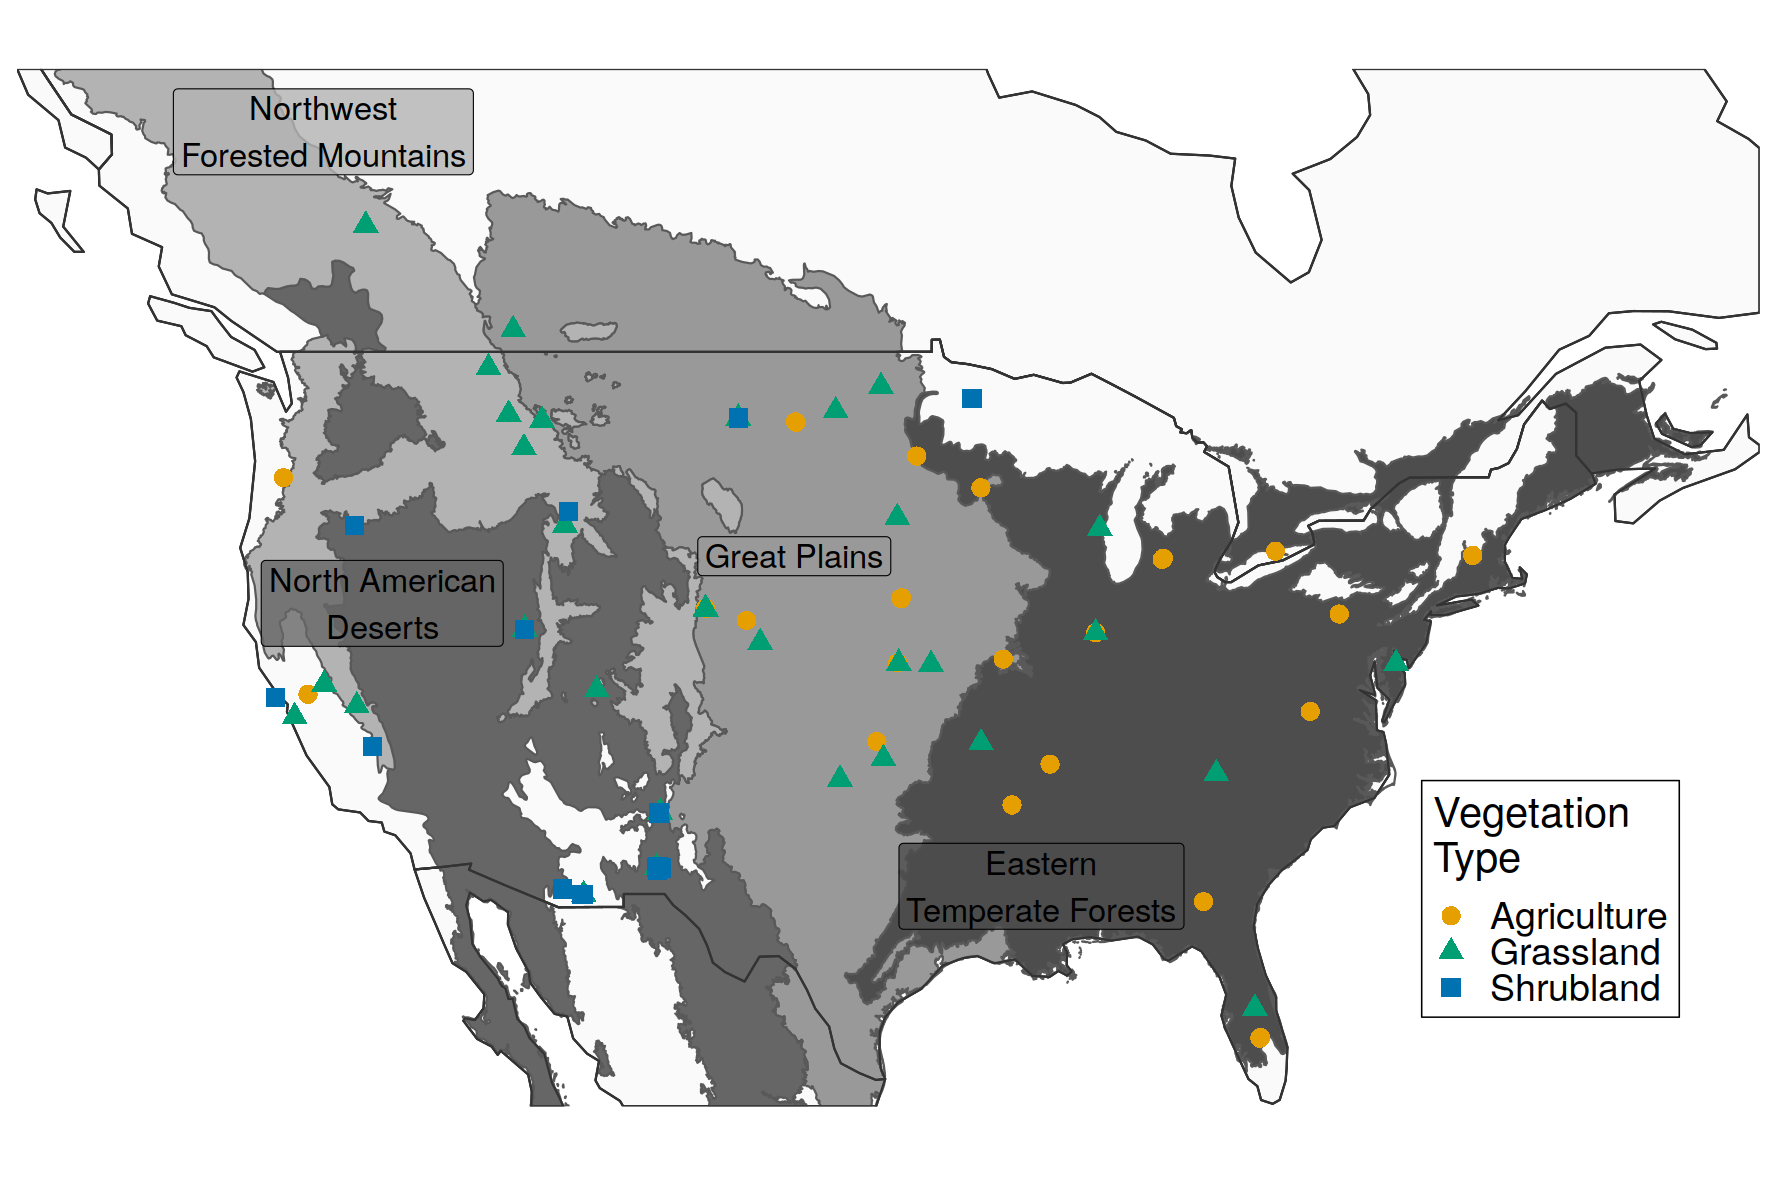 Northwest
Forested Mountains
Great Plains
North American
Deserts
Eastern
Temperate Forests
Vegetation
Type
Agriculture
Grassland
Shrubland